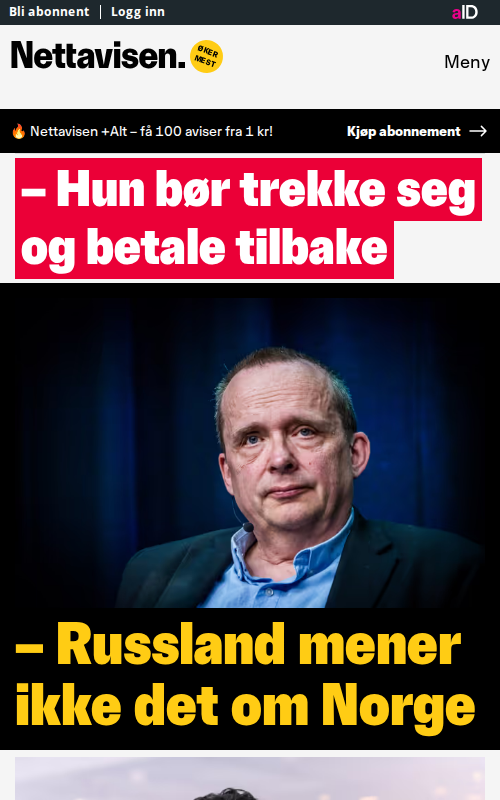 Bli abonnent
Logg inn
aID
Nettavisen.
ØKER
MEST
Meny
🔥 Nettavisen +Alt – få 100 aviser fra 1 kr!
Kjøp abonnement →
– Hun bør trekke seg
og betale tilbake
– Russland mener
ikke det om Norge